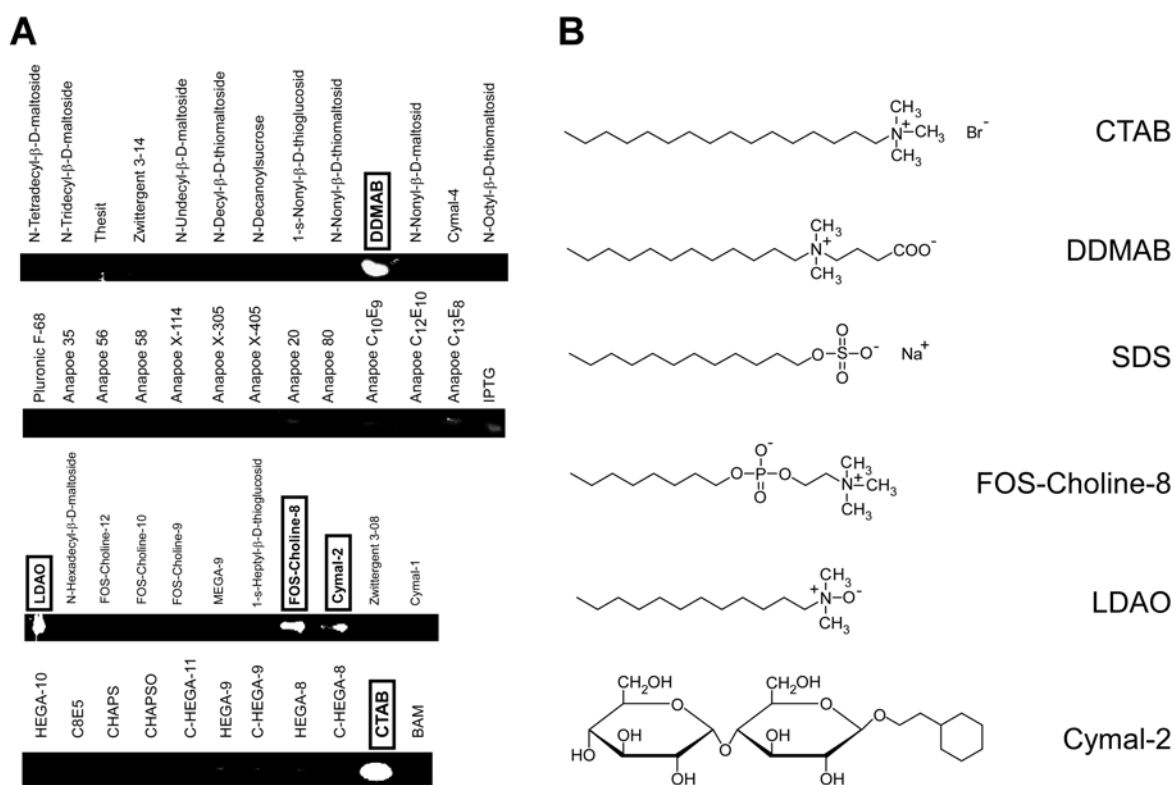 A
N-Tetradecyl-β-D-maltoside
N-Tridecyl-β-D-maltoside
Thesit
Zwittergent 3-14
N-Undecyl-β-D-maltoside
N-Decyl-β-D-thiomaltoside
N-Decanoylsucrose
1-s-Nonyl-β-D-thioglucosid
N-Nonyl-β-D-thiomaltosid
DDMAB
N-Nonyl-β-D-maltosid
Cymal-4
N-Octyl-β-D-thiomaltosid
Pluronic F-68
Anapoe 35
Anapoe 56
Anapoe 58
Anapoe X-114
Anapoe X-305
Anapoe X-405
Anapoe 20
Anapoe 80
Anapoe C10E9
Anapoe C12E10
Anapoe C13E8
IPTG
LDAO
N-Hexadecyl-β-D-maltoside
FOS-Choline-12
FOS-Choline-10
FOS-Choline-9
MEGA-9
1-s-Heptyl-β-D-thioglucosid
FOS-Choline-8
Cymal-2
Zwittergent 3-08
Cymal-1
HEGA-10
C8E5
CHAPS
CHAPSO
C-HEGA-11
HEGA-9
C-HEGA-9
HEGA-8
C-HEGA-8
CTAB
BAM
B
CH3
N+
CH3
CH3
Br-
CTAB
CH3
N+
CH3
COO-
DDMAB
O
O
S
O-
O
Na+
SDS
O-
O
P
O
O
CH3
N+
CH3
CH3
FOS-Choline-8
CH3
+
N
O-
CH3
LDAO
CH2OH
O
HO
OH
OH
O
CH2OH
O
OH
OH
O
Cymal-2